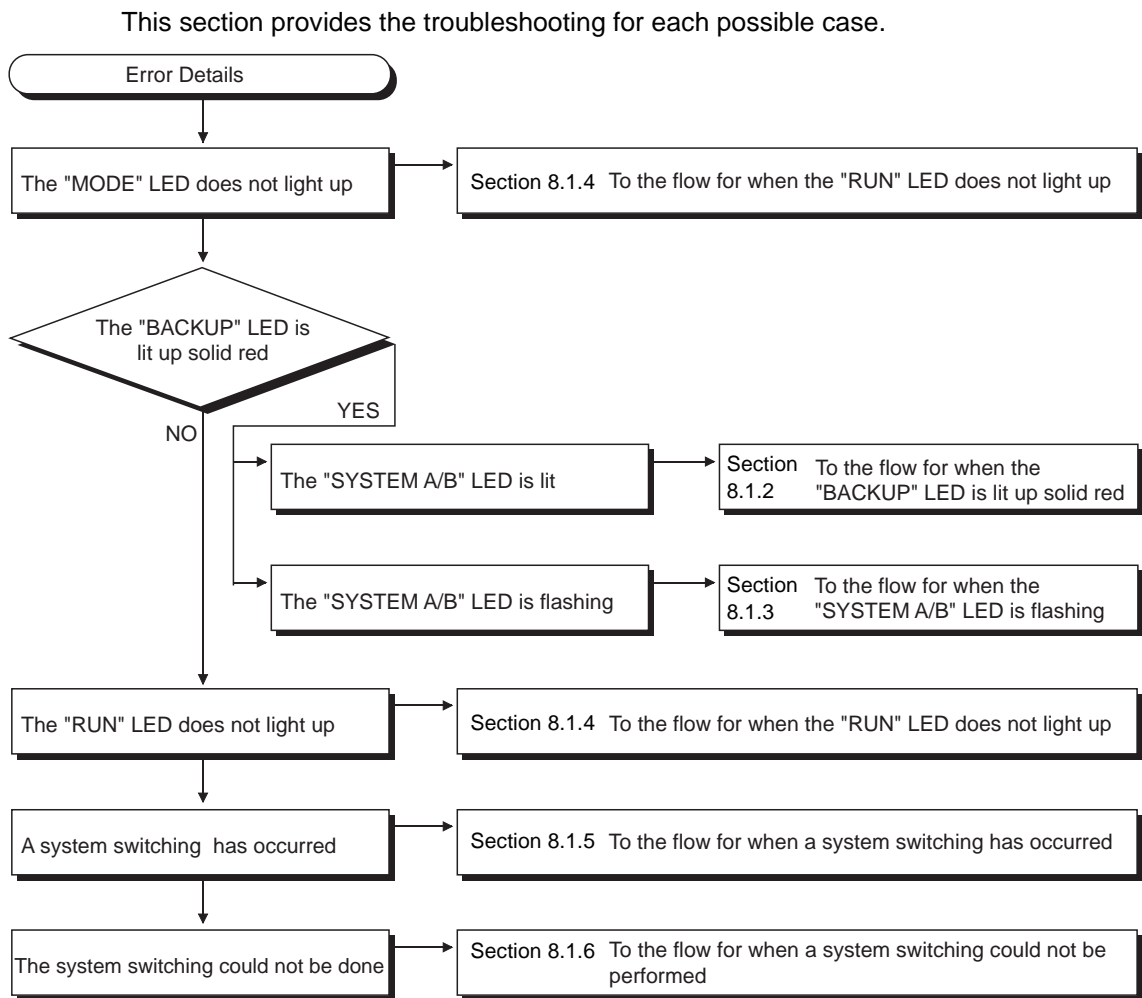 This section provides the troubleshooting for each possible case.
Error Details
The "MODE" LED does not light up
Section 8.1.4 To the flow for when the "RUN" LED does not light up
The "BACKUP" LED is
lit up solid red
YES
NO
The "SYSTEM A/B" LED is lit
Section To the flow for when the
8.1.2 "BACKUP" LED is lit up solid red
The "SYSTEM A/B" LED is flashing
Section To the flow for when the
8.1.3 "SYSTEM A/B" LED is flashing
The "RUN" LED does not light up
Section 8.1.4 To the flow for when the "RUN" LED does not light up
A system switching has occurred
Section 8.1.5 To the flow for when a system switching has occurred
The system switching could not be done
Section 8.1.6 To the flow for when a system switching could not be
performed